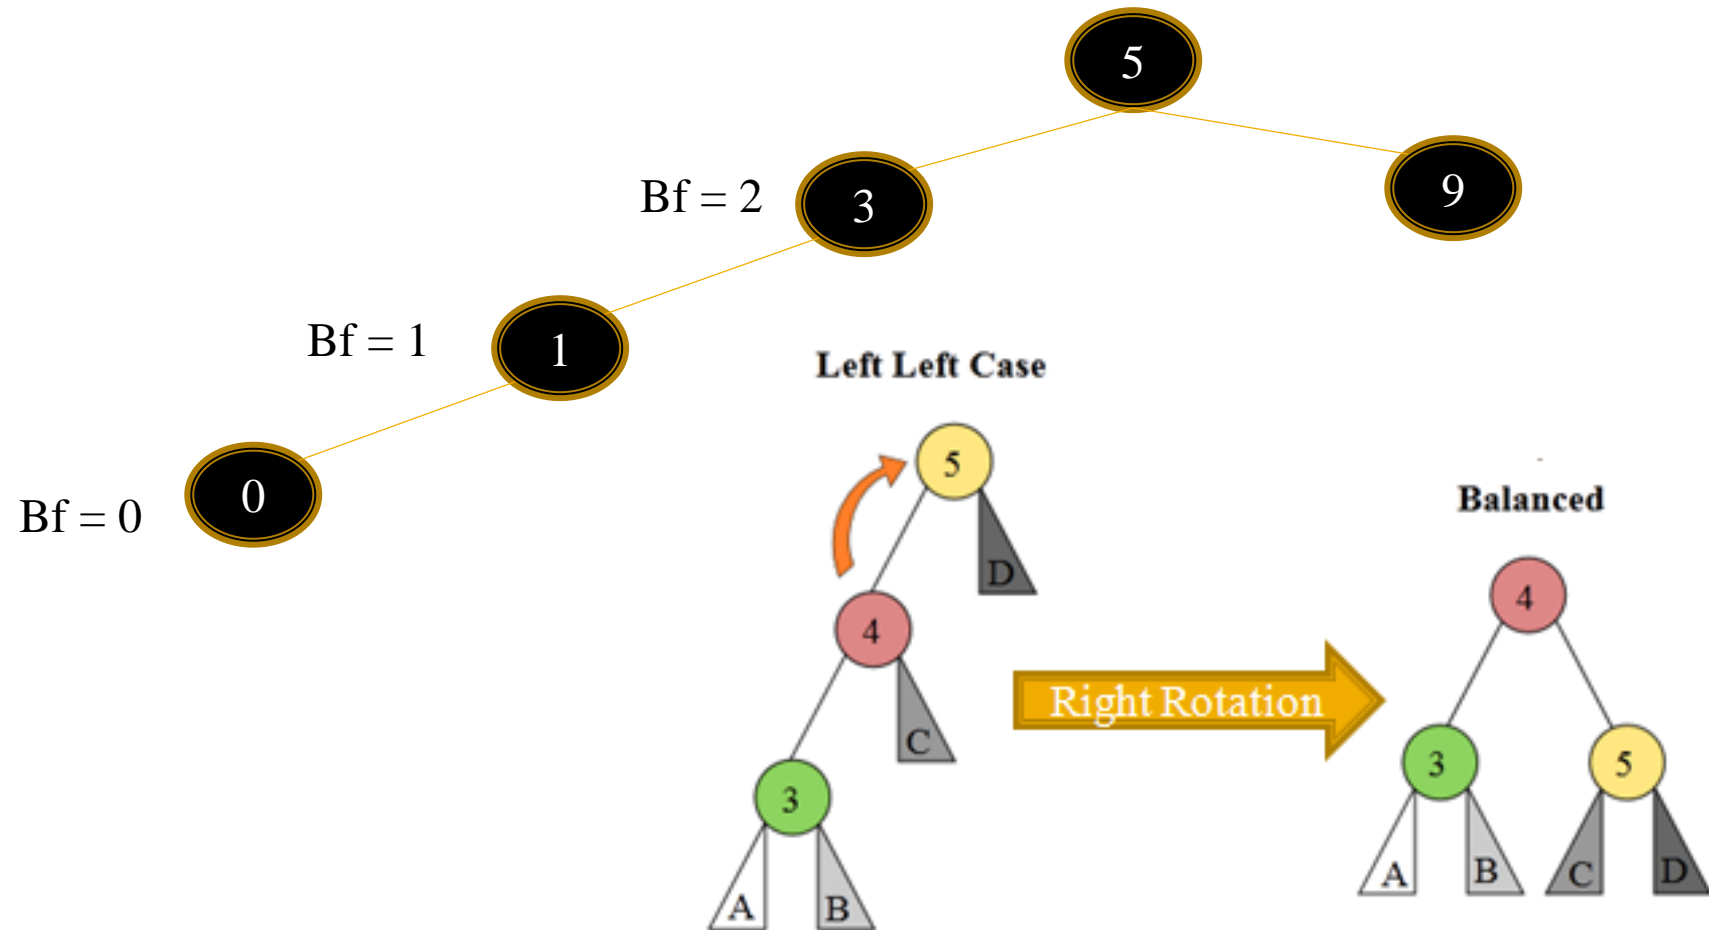 5
Bf = 2
3
9
Bf = 1
1
Bf = 0
0
Left Left Case
5
D
4
C
3
A
B
Right Rotation
Balanced
4
3
5
A
B
C
D